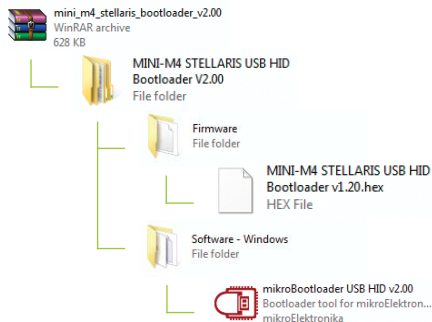 mini_m4_stellaris_bootloader_v2.00
WinRAR archive
628 KB
MINI-M4 STELLARIS USB HID
Bootloader V2.00
File folder
Firmware
File folder
MINI-M4 STELLARIS USB HID
Bootloader v1.20.hex
HEX File
Software - Windows
File folder
mikroBootloader USB HID v2.00
Bootloader tool for mikroElektron...
mikroElektronika